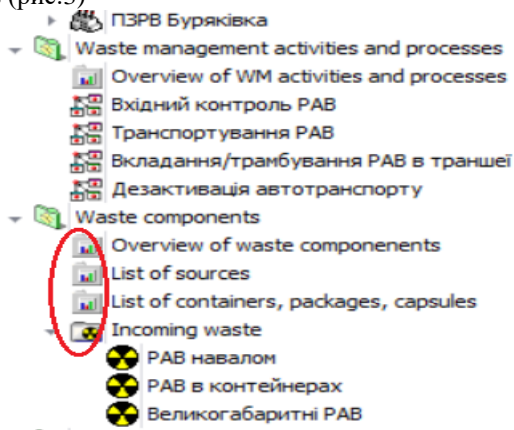 (рис.3)
ПЗРВ Буряківка
Waste management activities and processes
Overview of WM activities and processes
Вхідний контроль РАВ
Транспортування РАВ
Вкладання/трамбування РАВ в траншеї
Дезактивація автотранспорту
Waste components
Overview of waste componenents
List of sources
List of containers, packages, capsules
Incoming waste
РАВ навалом
РАВ в контейнерах
Великогабаритні РАВ